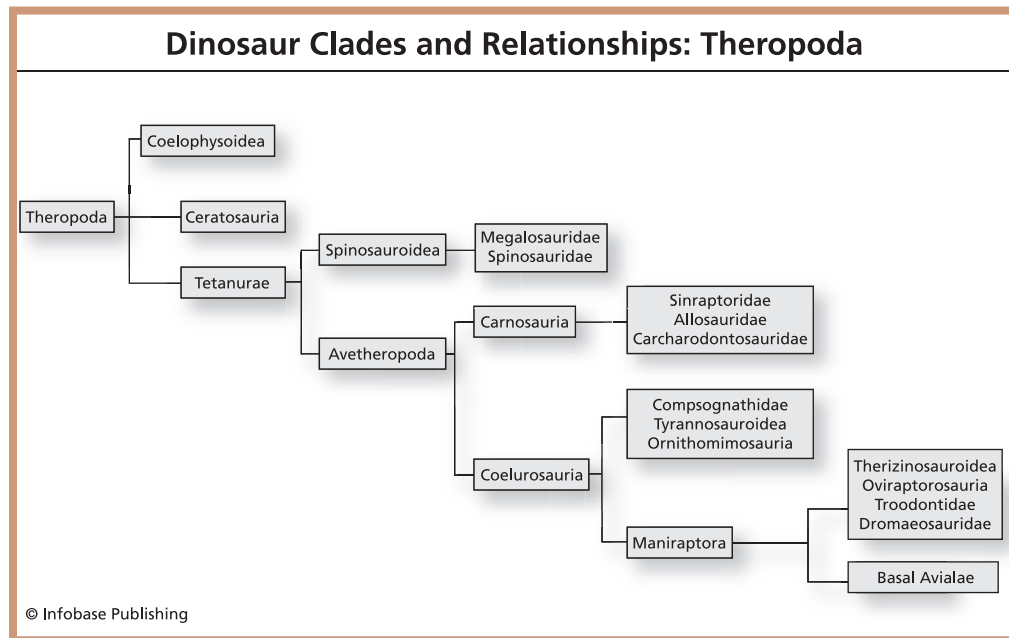 Dinosaur Clades and Relationships: Theropoda
Coelophysoidea
Theropoda
Ceratosauria
Tetanurae
Spinosauroidea
Megalosauridae
Spinosauridae
Avetheropoda
Carnosauria
Sinraptoridae
Allosauridae
Carcharodontosauridae
Coelurosauria
Compsognathidae
Tyrannosauroidea
Ornithomimosauria
Maniraptora
Therizinosauroidea
Oviraptorosauria
Troodontidae
Dromaeosauridae
Basal Avialae
© Infobase Publishing